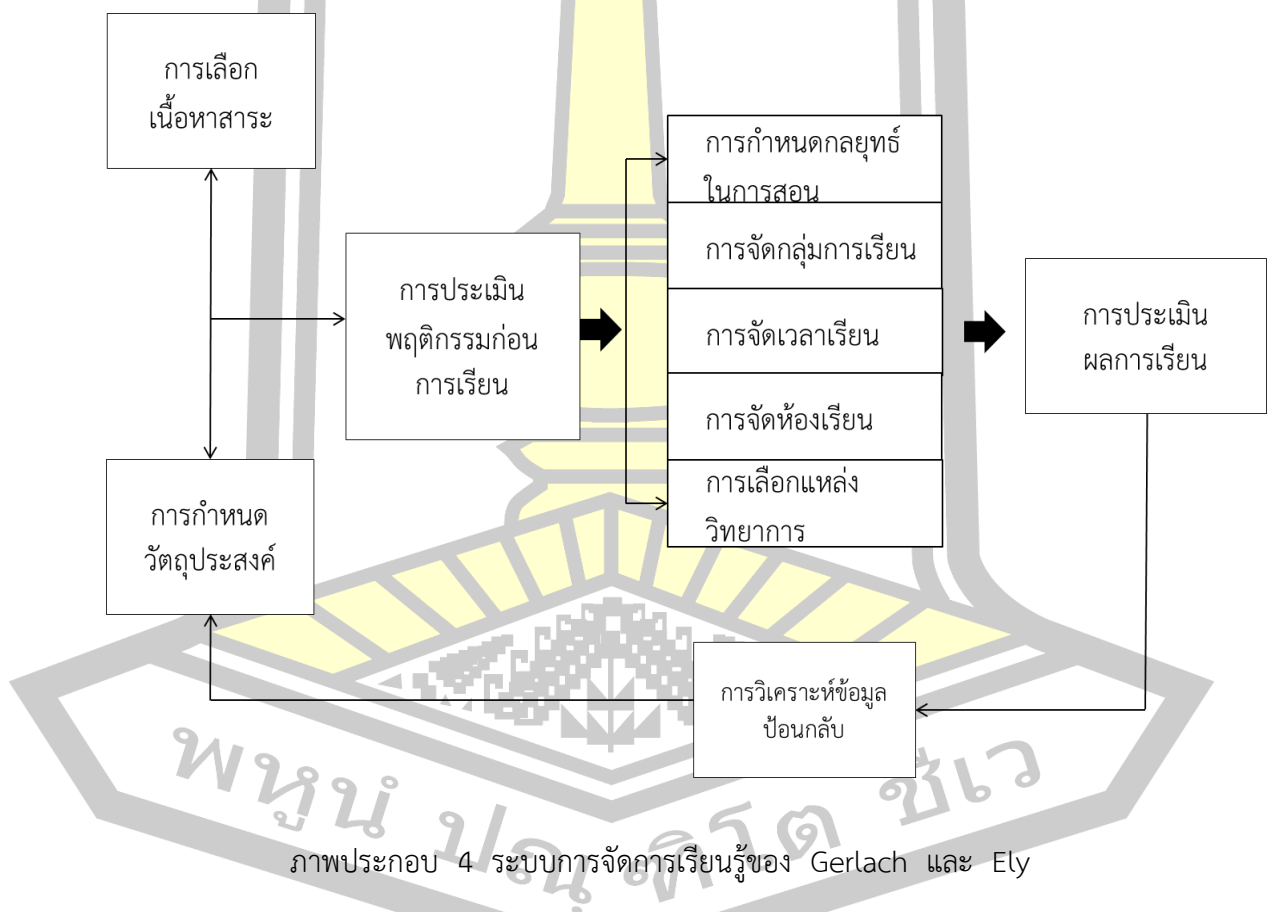 การเลือก
เนื้อหาสาระ
การกำหนดกลยุทธ์
ในการสอน
การจัดกลุ่มการเรียน
การประเมิน
พฤติกรรมก่อน
การเรียน
การจัดเวลาเรียน
การประเมิน
ผลการเรียน
การจัดห้องเรียน
การเลือกแหล่ง
วิทยาการ
การกำหนด
วัตถุประสงค์
การวิเคราะห์ข้อมูล
ป้อนกลับ
พหูนํ ปณฺฑิโต ชีเว
ภาพประกอบ 4 ระบบการจัดการเรียนรู้ของ Gerlach และ Ely